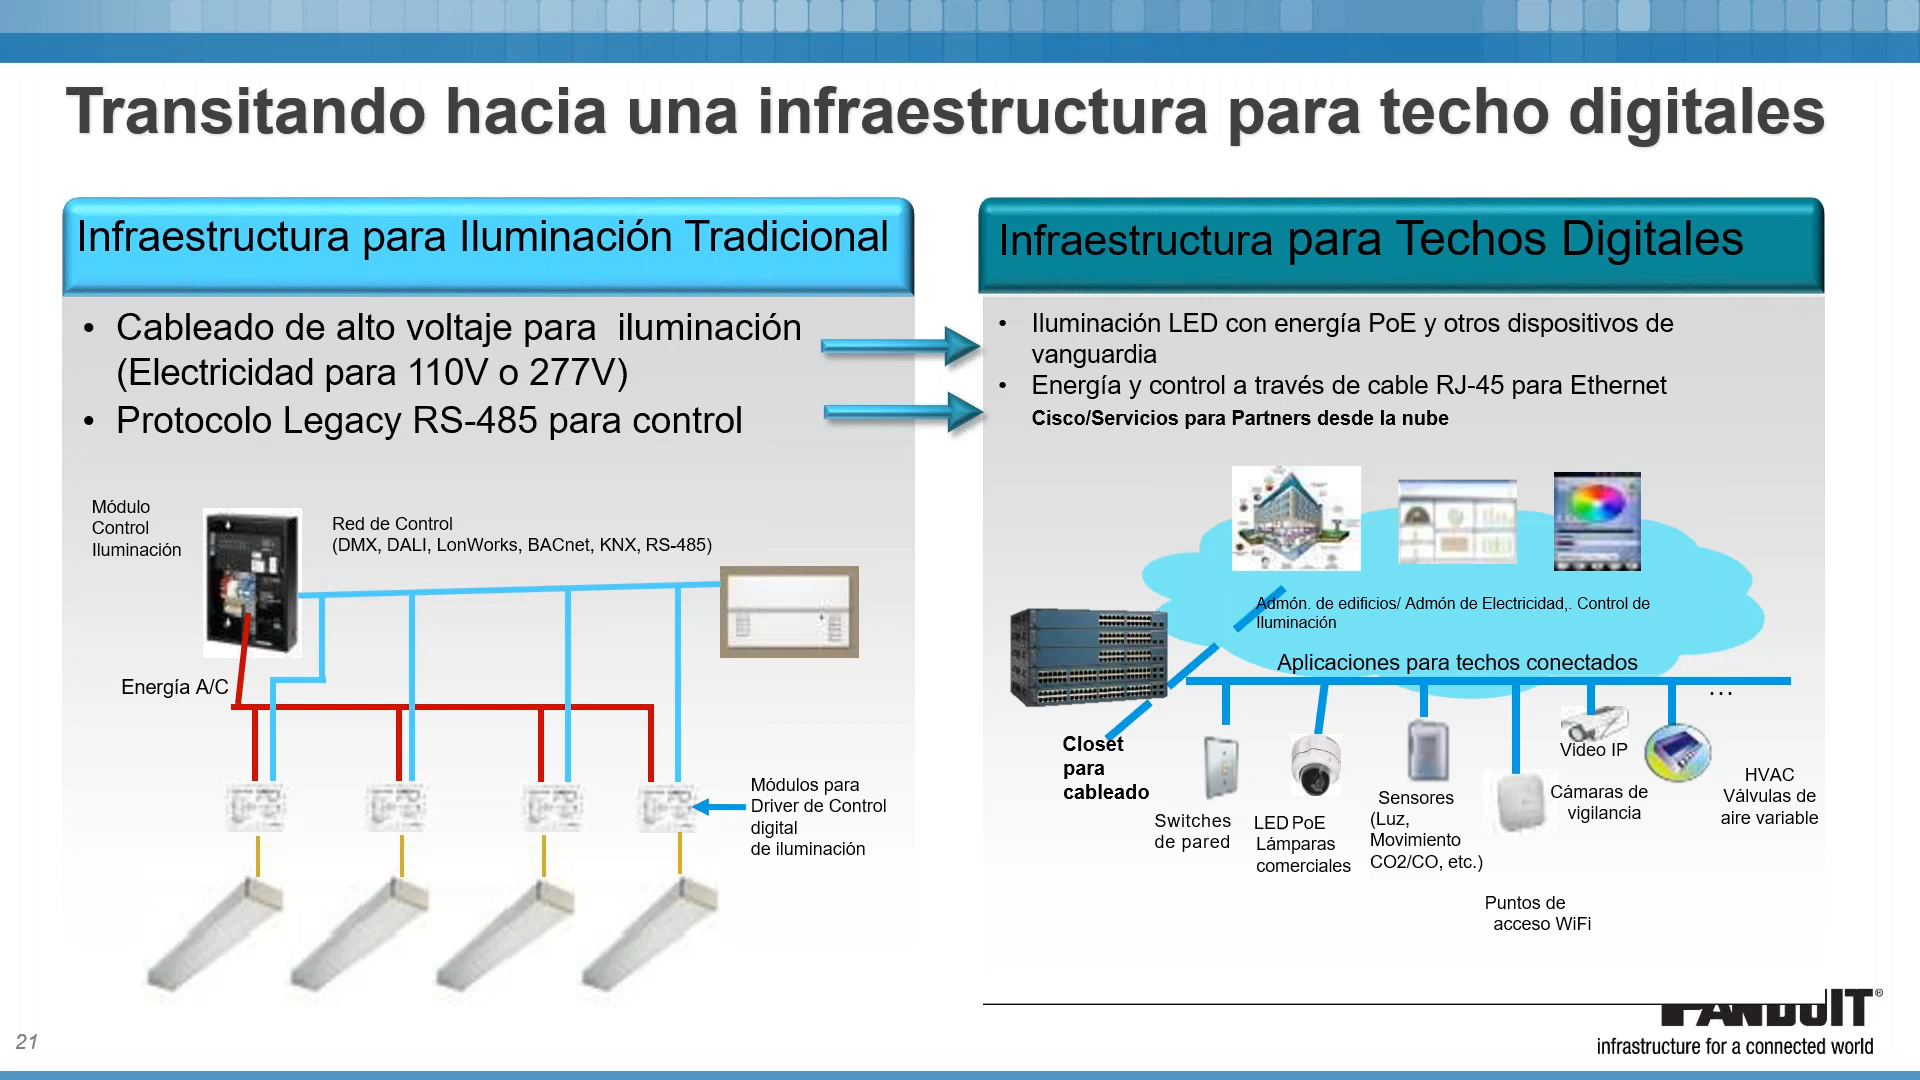 Transitando hacia una infraestructura para techo digitales
Infraestructura para Iluminación Tradicional
• Cableado de alto voltaje para iluminación
(Electricidad para 110V o 277V)
• Protocolo Legacy RS-485 para control
Módulo
Control
Iluminación
Red de Control
(DMX, DALI, LonWorks, BACnet, KNX, RS-485)
Energía A/C
Módulos para
Driver de Control
digital
de iluminación
Infraestructura para Techos Digitales
• Iluminación LED con energía PoE y otros dispositivos de
vanguardia
• Energía y control a través de cable RJ-45 para Ethernet
Cisco/Servicios para Partners desde la nube
Admón. de edificios/ Admón de Electricidad,. Control de
Iluminación
Aplicaciones para techos conectados
...
Closet
para
cableado
Switches
de pared
LED PoE
Lámparas
comerciales
Sensores
(Luz,
Movimiento
CO2/CO, etc.)
Puntos de
acceso WiFi
Video IP
Cámaras de
vigilancia
HVAC
Válvulas de
aire variable
PANDUIT®
infrastructure for a connected world
21